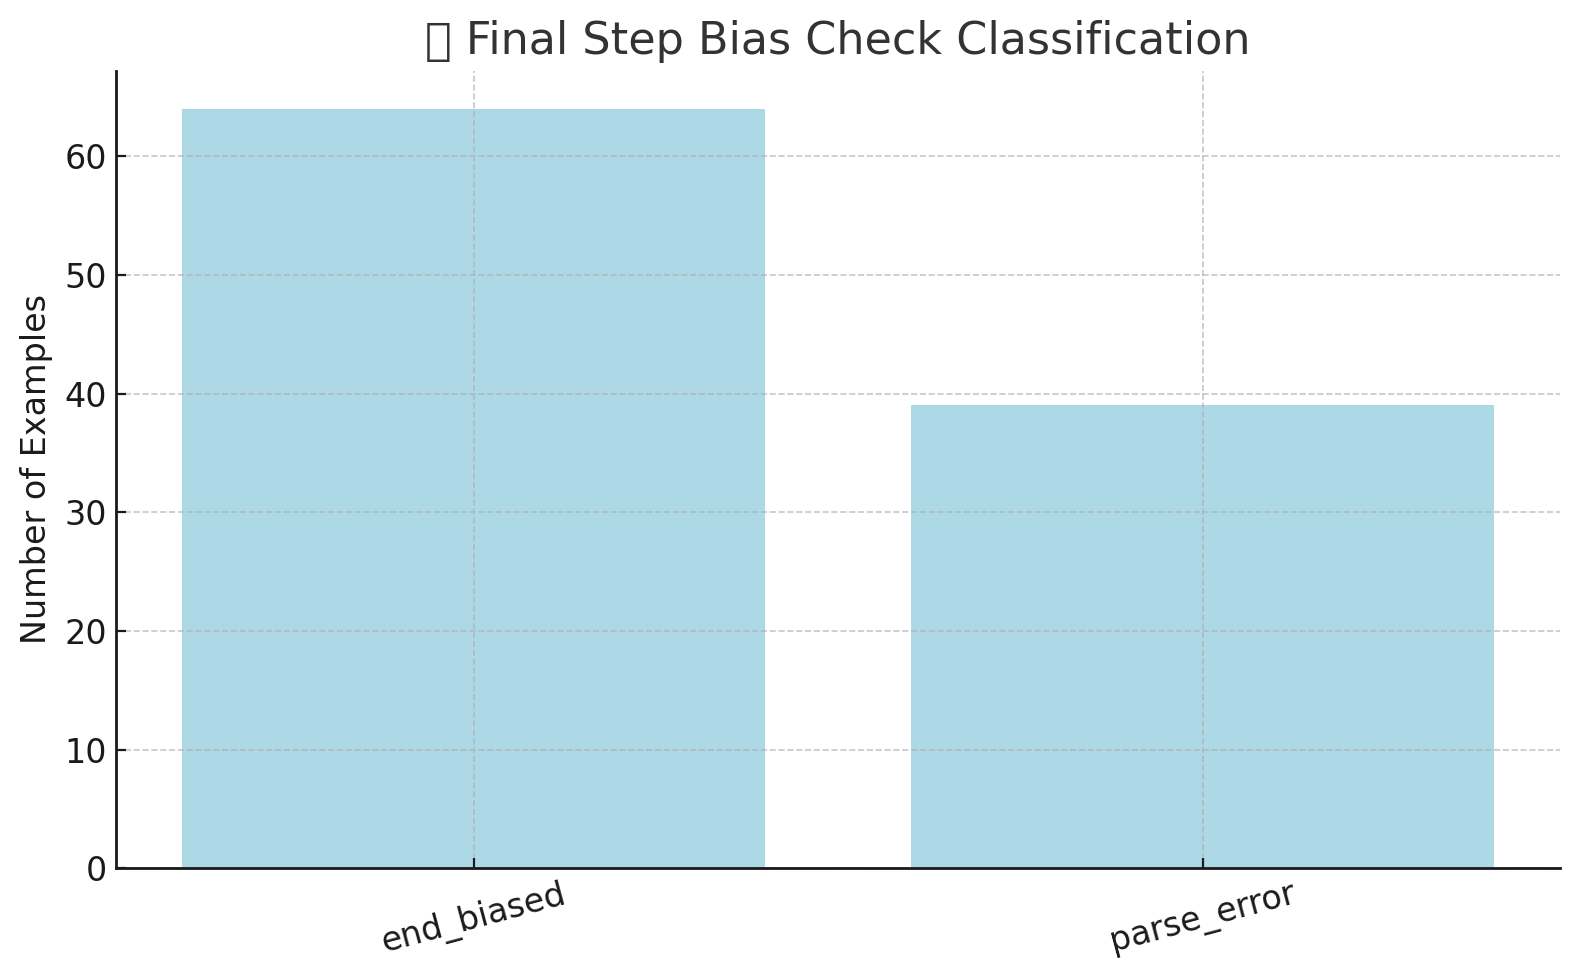 ▯ Final Step Bias Check Classification
Number of Examples
60
50
40
30
20
10
0
end_biased
parse_error